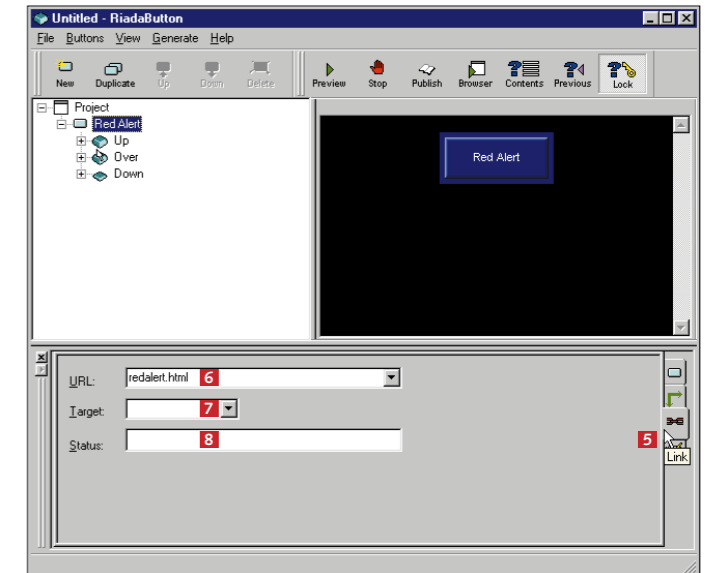 Untitled - RiadaButton
File Buttons View Generate Help
New Duplicate Up Down Delete Preview Stop Publish Browser Contents Previous Lock
Project
Red Alert
Up
Over
Down
Red Alert
URL: redalert.html 6
Target: 7
Status: 8
5
Link